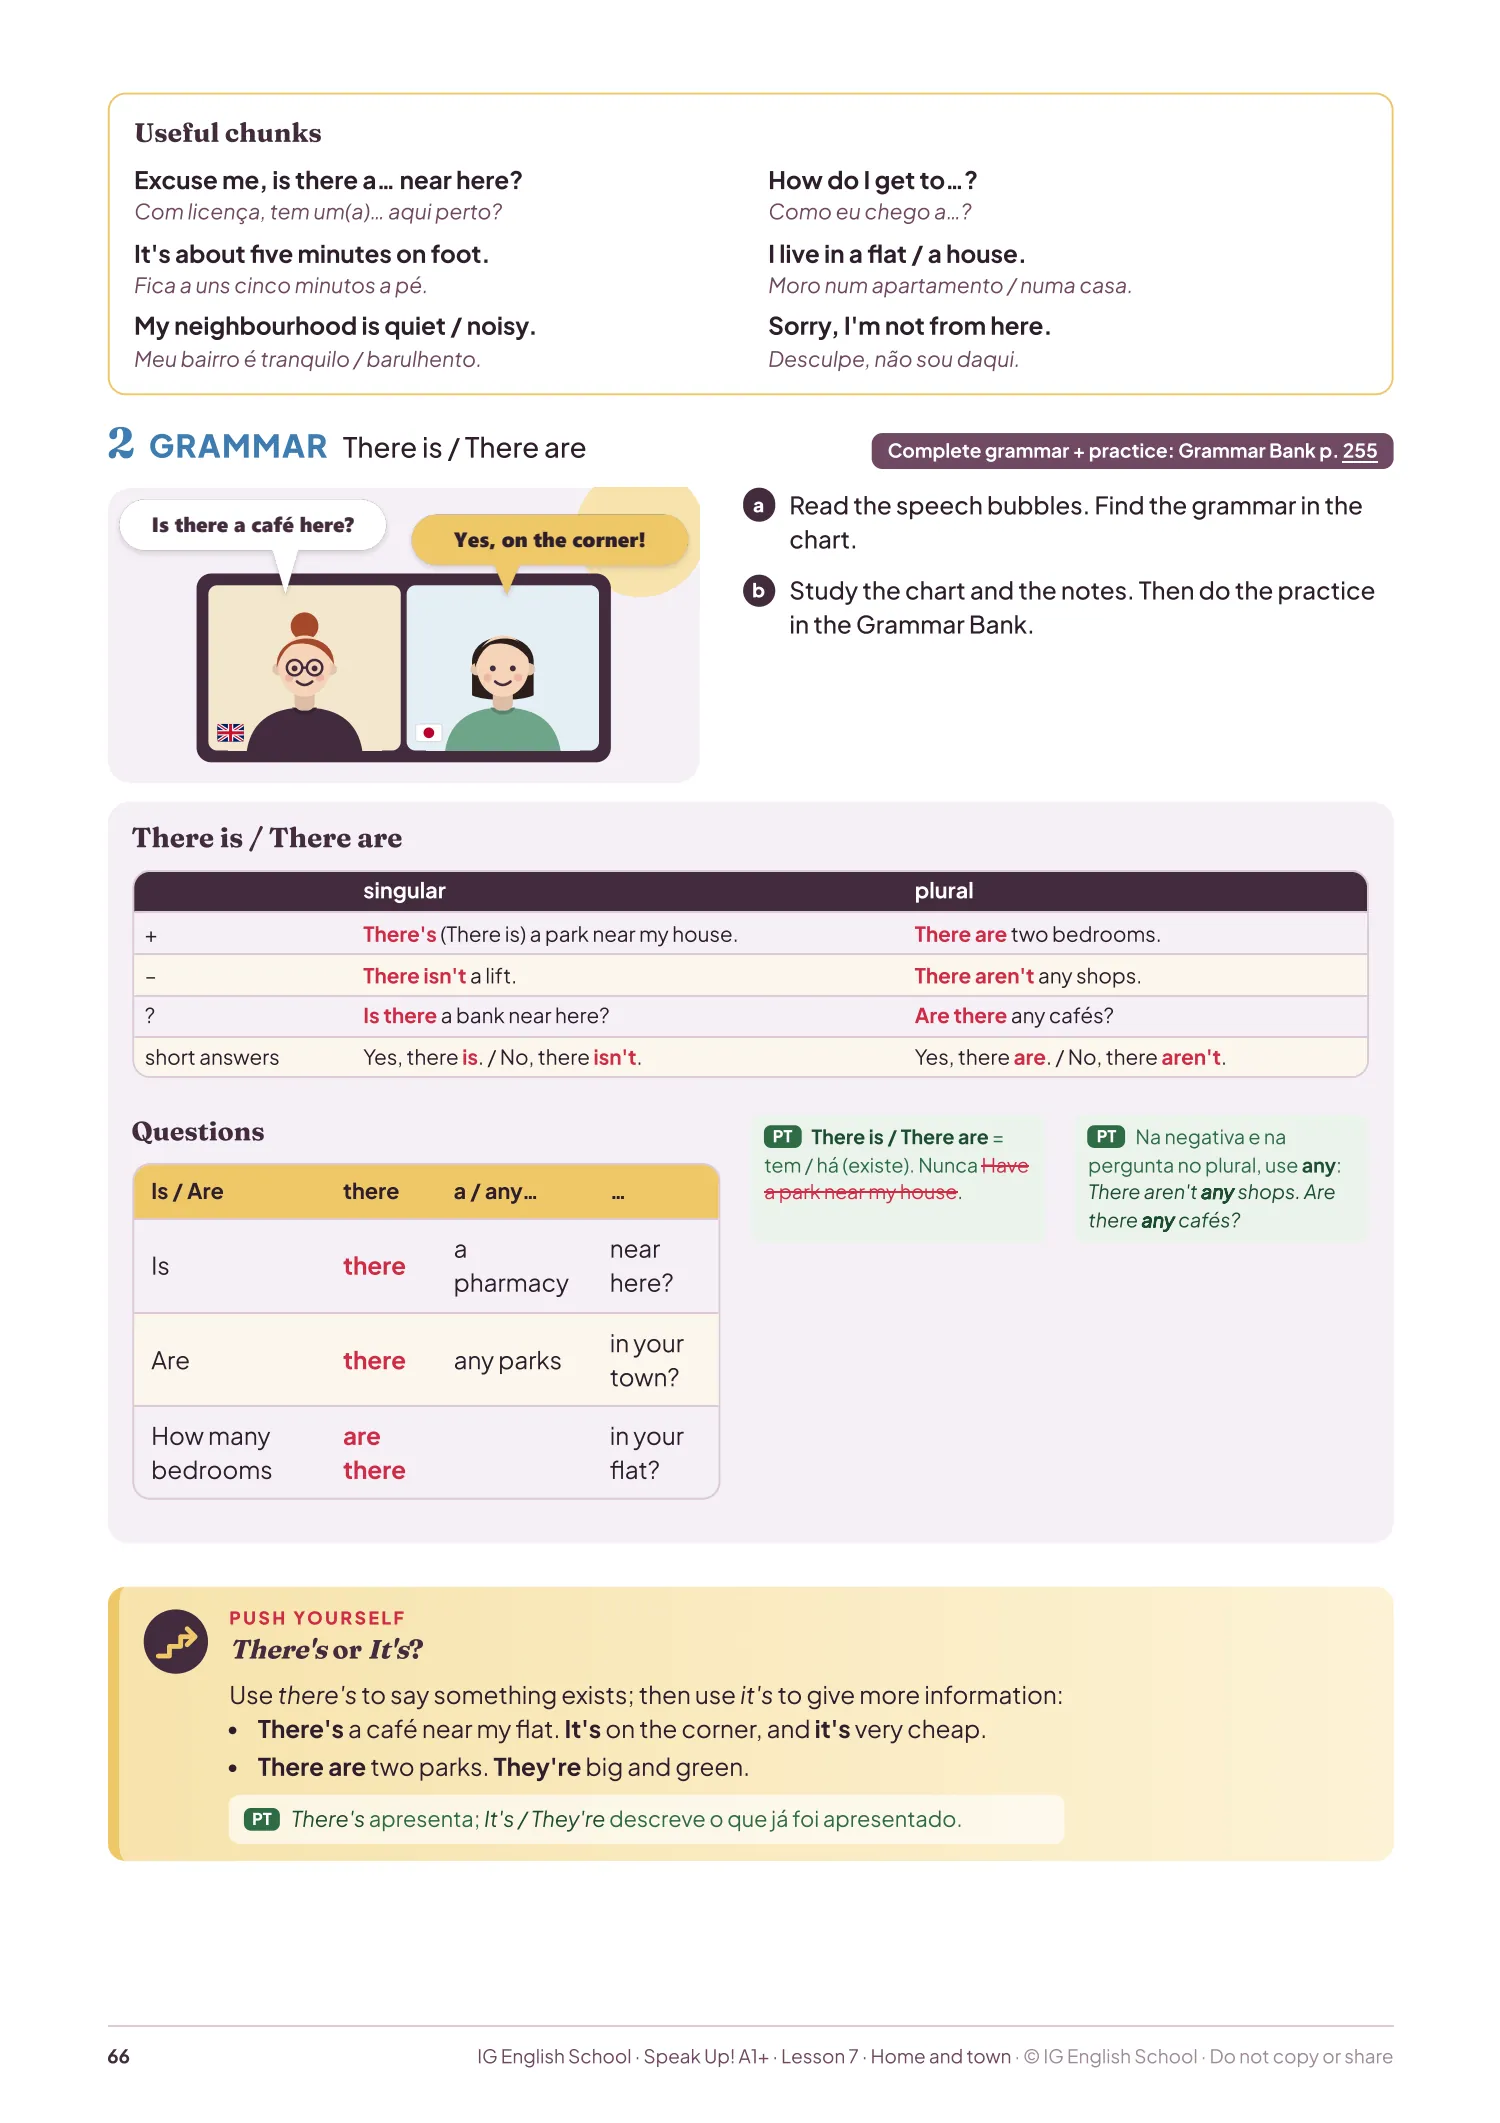 Useful chunks
Excuse me, is there a… near here?
Com licença, tem um(a)… aqui perto?
It's about five minutes on foot.
Fica a uns cinco minutos a pé.
My neighbourhood is quiet / noisy.
Meu bairro é tranquilo / barulhento.
How do I get to…?
Como eu chego a…?
I live in a flat / a house.
Moro num apartamento / numa casa.
Sorry, I'm not from here.
Desculpe, não sou daqui.
2 GRAMMAR There is / There are
Complete grammar + practice: Grammar Bank p. 255
Is there a café here?
Yes, on the corner!
a Read the speech bubbles. Find the grammar in the
chart.
b Study the chart and the notes. Then do the practice
in the Grammar Bank.
There is / There are
singular plural
+ There's (There is) a park near my house. There are two bedrooms.
– There isn't a lift. There aren't any shops.
? Is there a bank near here? Are there any cafés?
short answers Yes, there is. / No, there isn't. Yes, there are. / No, there aren't.
Questions
Is / Are there a / any… …
Is there a pharmacy near here?
Are there any parks in your town?
How many bedrooms are there in your flat?
PT There is / There are =
tem / há (existe). Nunca Have
a park near my house.
PT Na negativa e na
pergunta no plural, use any:
There aren't any shops. Are
there any cafés?
PUSH YOURSELF
There's or It's?
Use there's to say something exists; then use it's to give more information:
• There's a café near my flat. It's on the corner, and it's very cheap.
• There are two parks. They're big and green.
PT There's apresenta; It's / They're descreve o que já foi apresentado.
66
IG English School · Speak Up! A1+ · Lesson 7 · Home and town · © IG English School · Do not copy or share